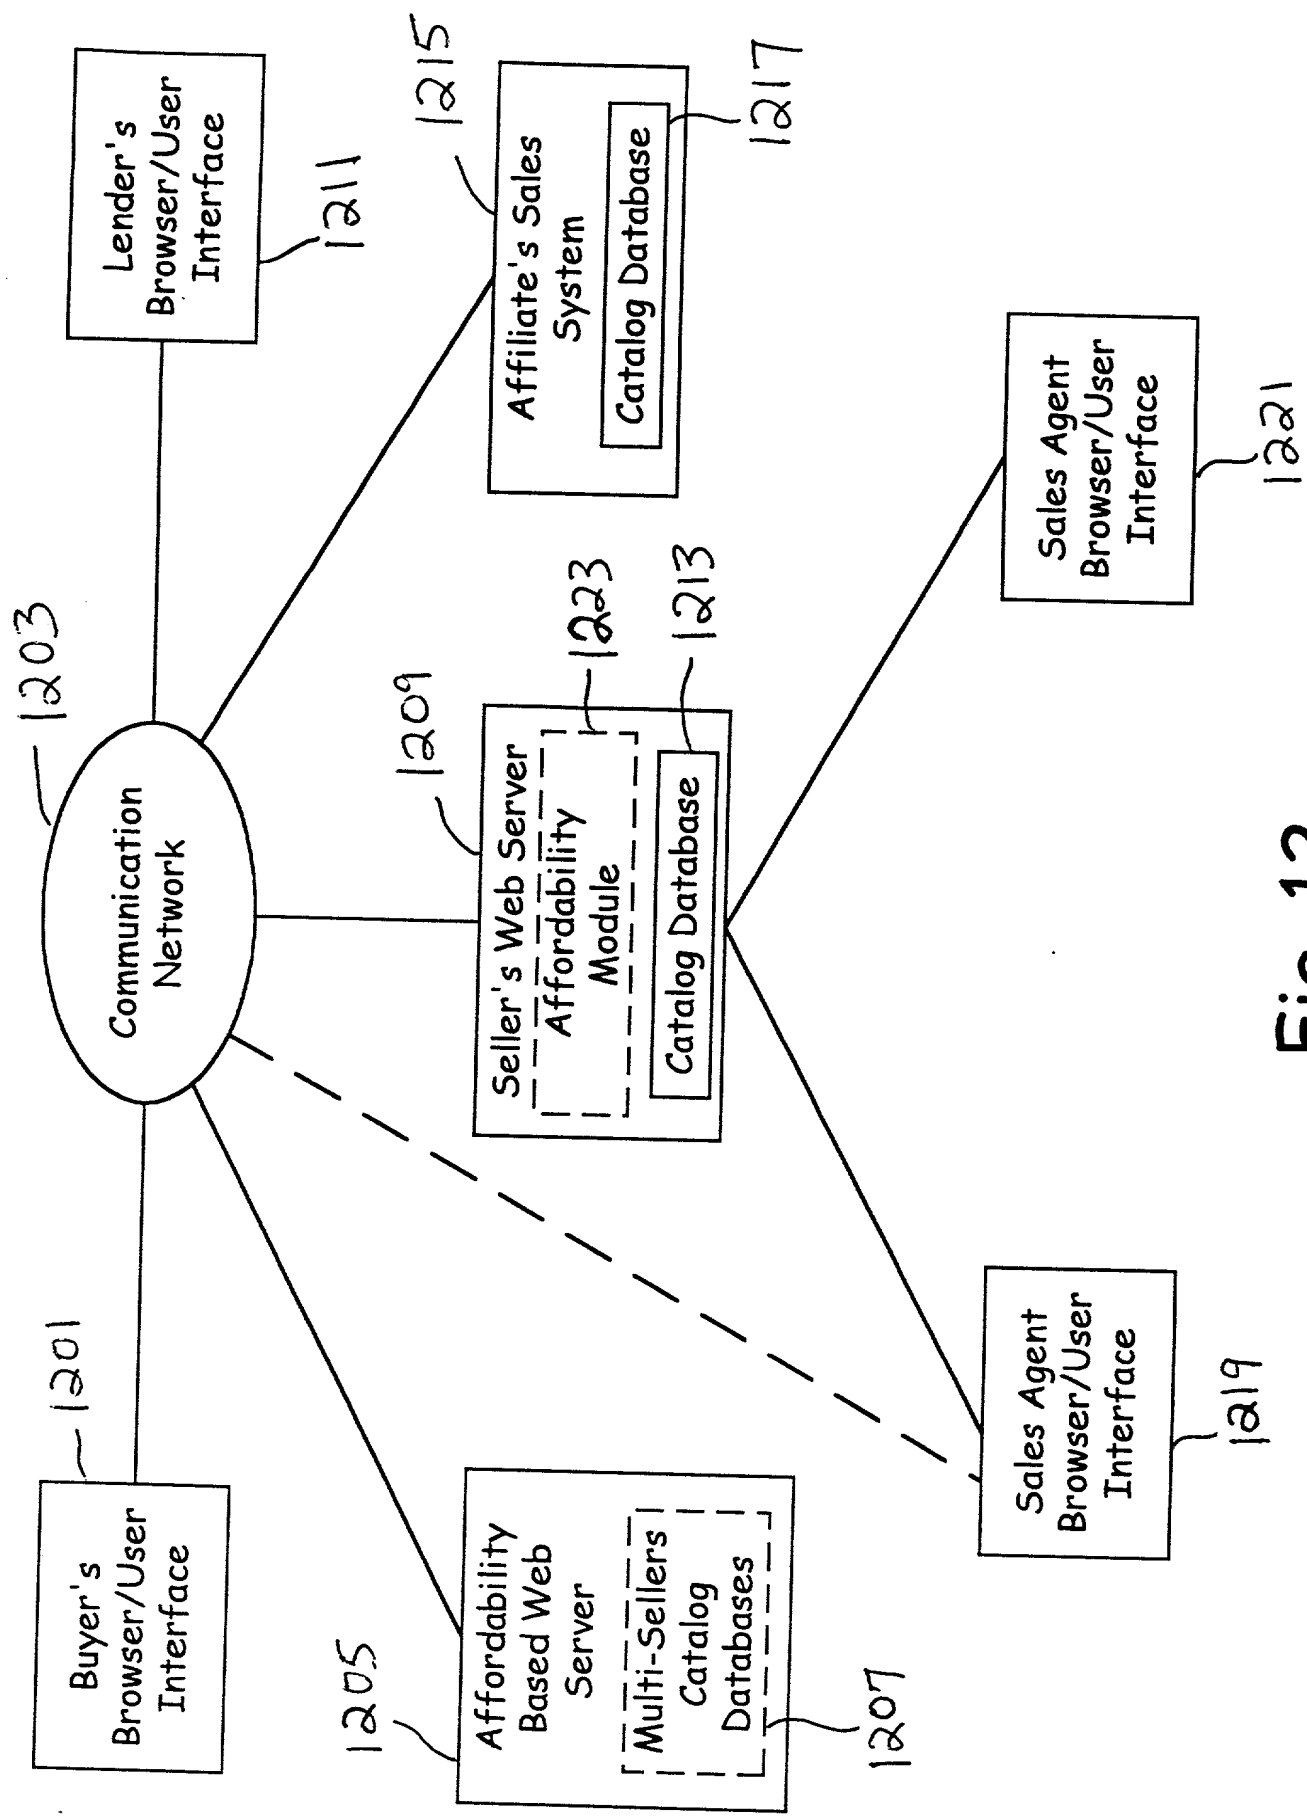 1203
Communication
Network
1201
Buyer's
Browser/User
Interface
Lender's
Browser/User
Interface
1211
1205
Affordability
Based Web
Server
Multi-Sellers
Catalog
Databases
1207
1209
Seller's Web Server
Affordability
Module
1223
Catalog Database
1213
1215
Affiliate's Sales
System
Catalog Database
1217
Sales Agent
Browser/User
Interface
1219
Sales Agent
Browser/User
Interface
1221
Fig. 12